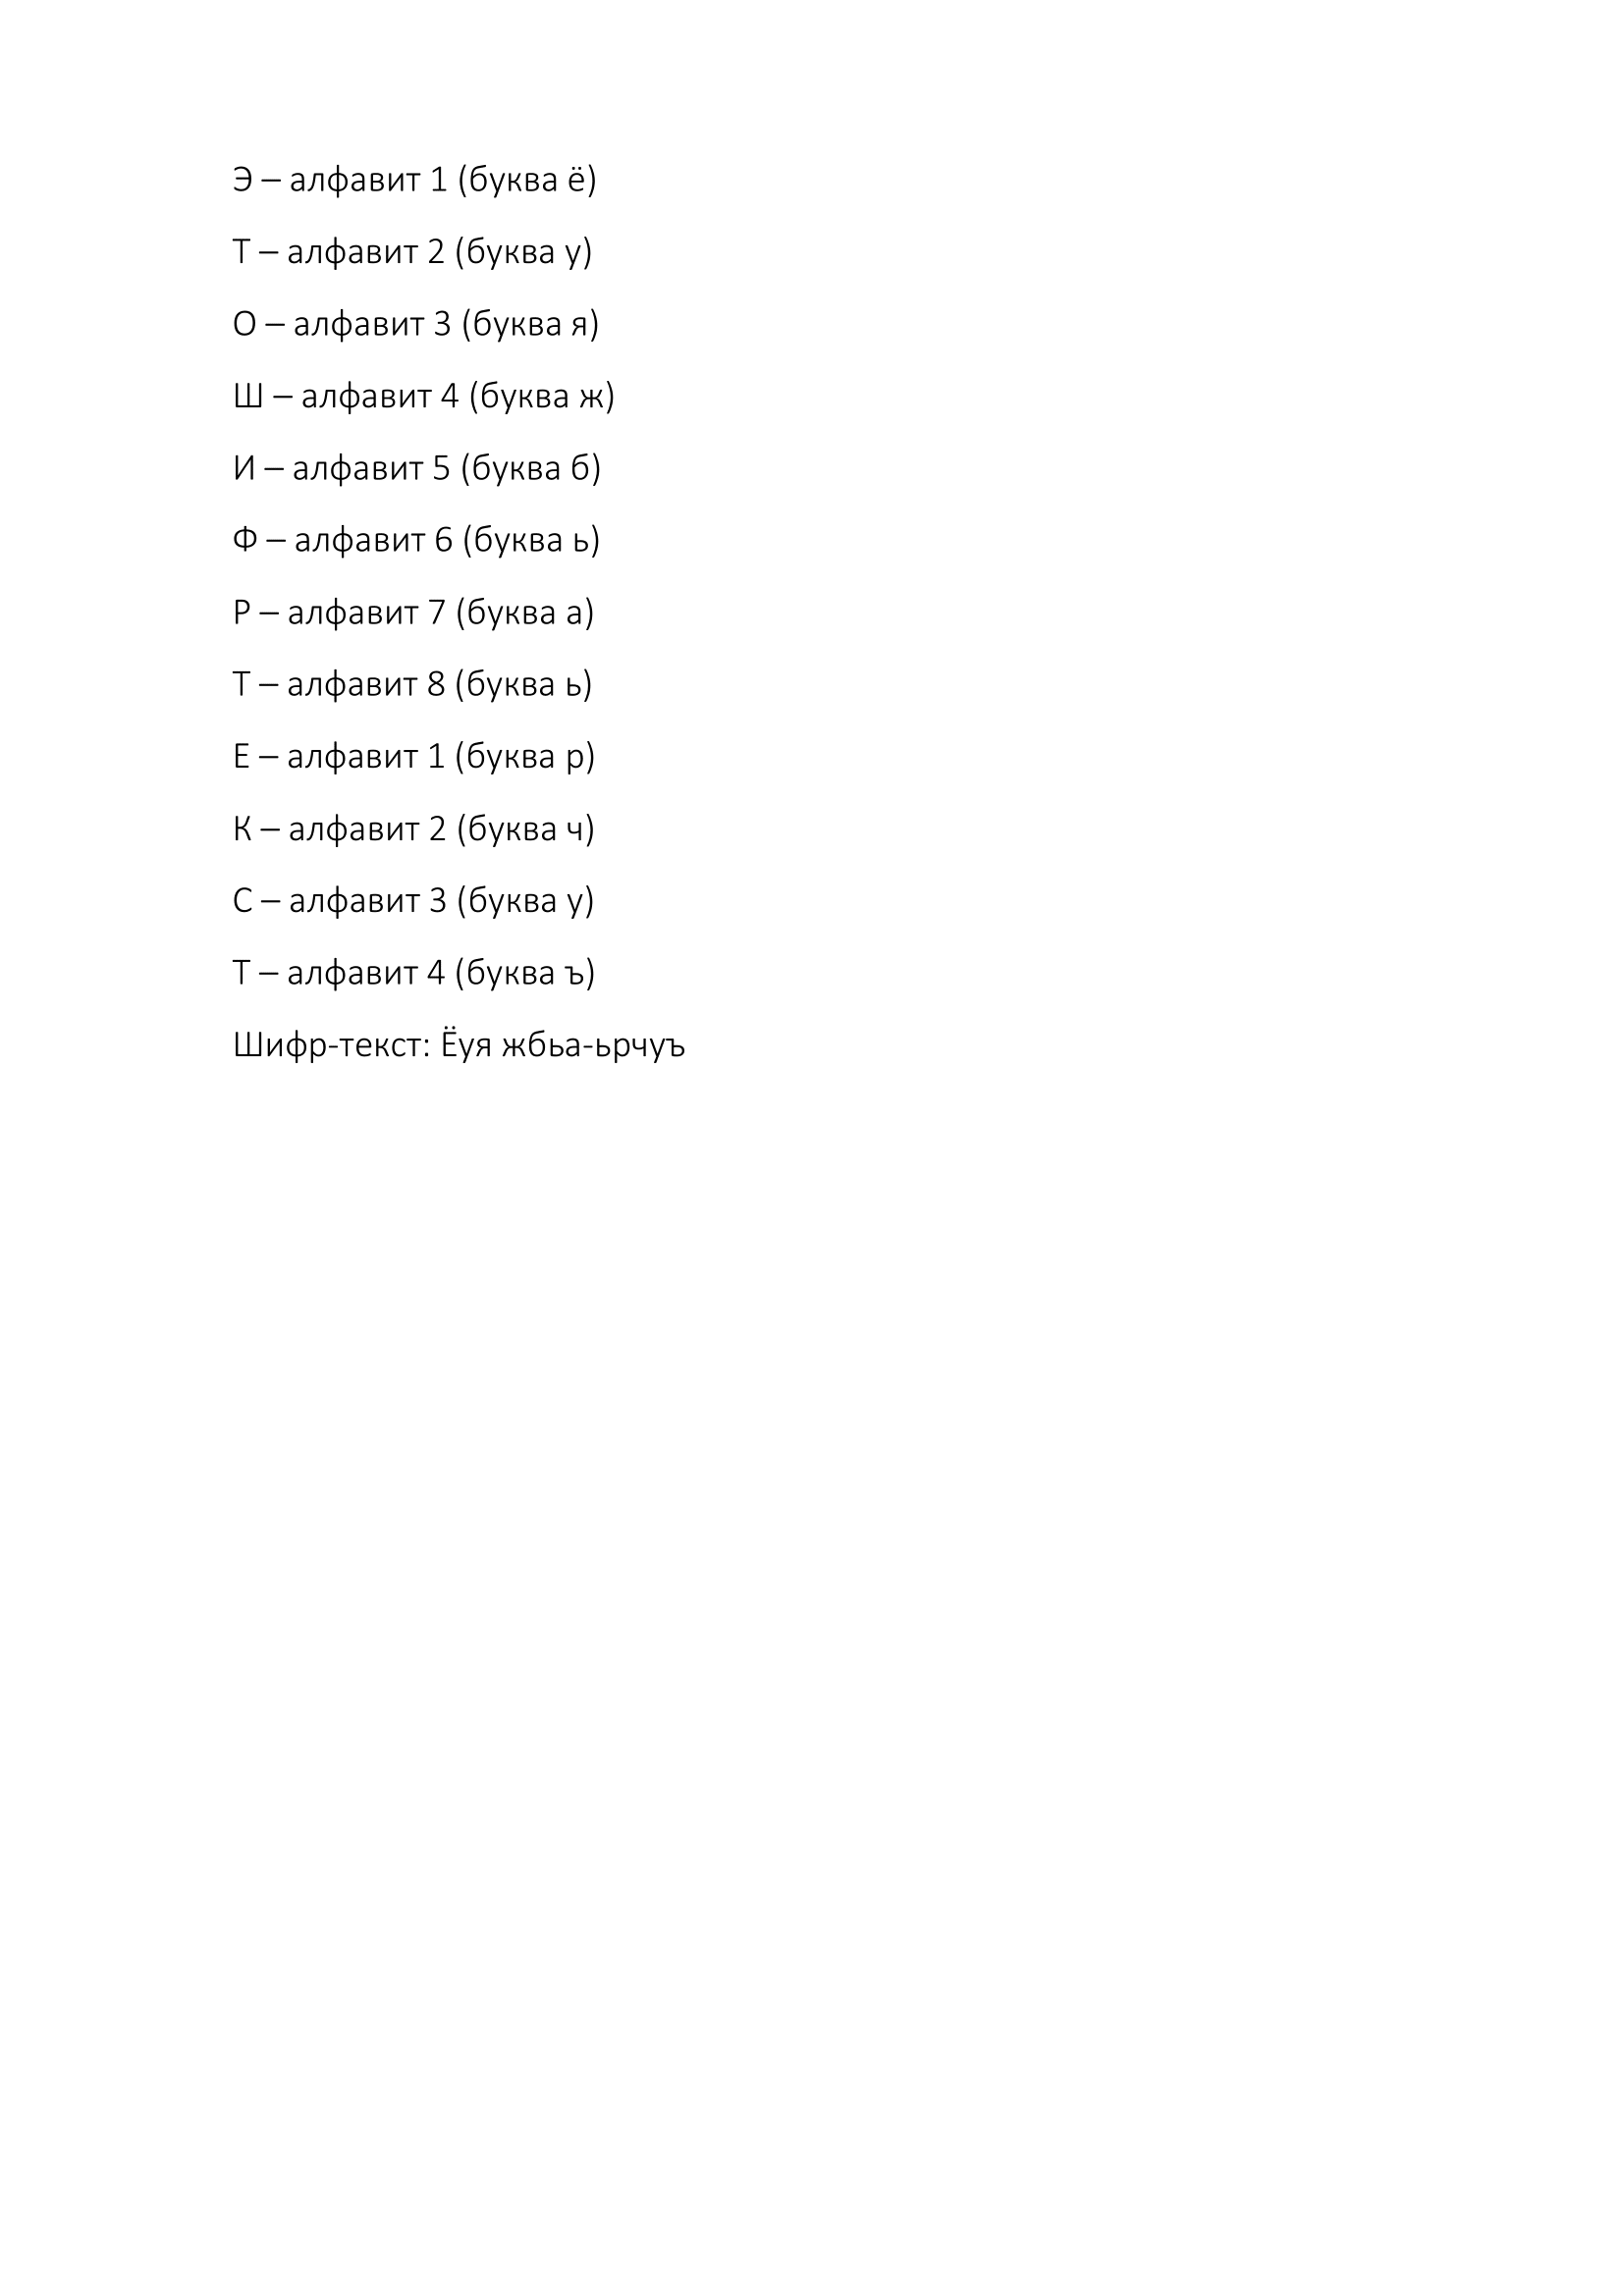 Э – алфавит 1 (буква ё)
Т – алфавит 2 (буква у)
О – алфавит 3 (буква я)
Ш – алфавит 4 (буква ж)
И – алфавит 5 (буква б)
Ф – алфавит 6 (буква ь)
Р – алфавит 7 (буква а)
Т – алфавит 8 (буква ь)
Е – алфавит 1 (буква р)
К – алфавит 2 (буква ч)
С – алфавит 3 (буква у)
Т – алфавит 4 (буква ъ)
Шифр-текст: Ёуя жбьа-ьрчуъ